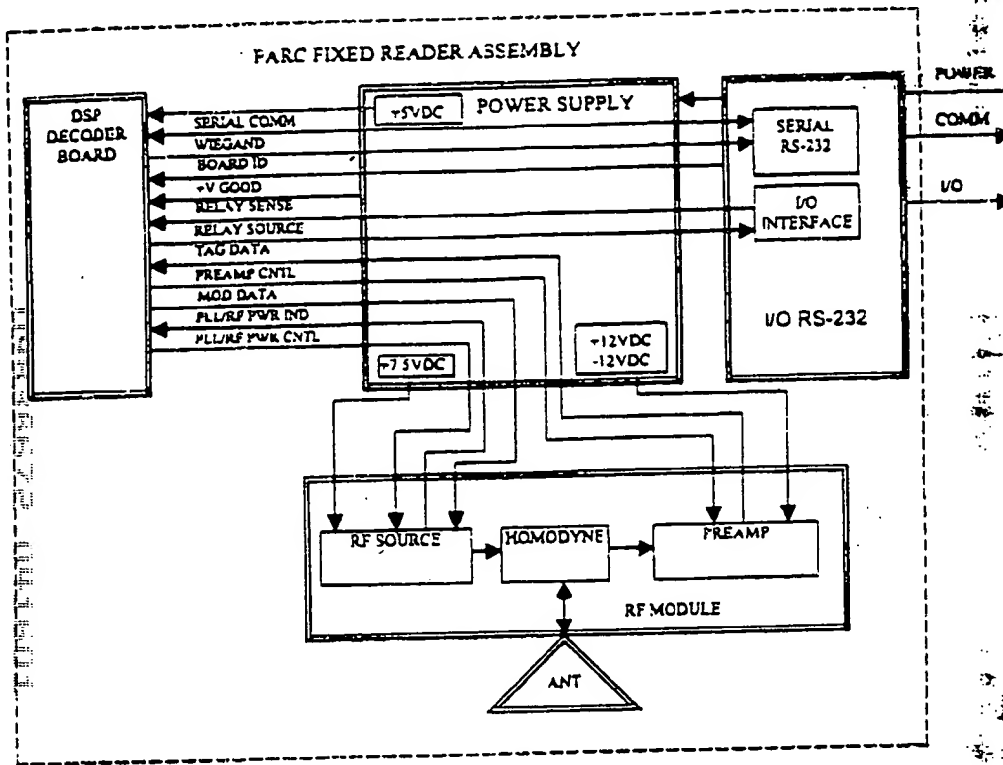 FARC FIXED READER ASSEMBLY
DSP
DECODER
BOARD
+5VDC
POWER SUPPLY
SERIAL COMM
WIEGAND
BOARD ID
+V GOOD
RELAY SENSE
RELAY SOURCE
TAG DATA
PREAMP CNTL
MOD DATA
PLL/RF PWR IND
PLL/RF PWR CNTL
+7.5VDC
+12VDC
-12VDC
SERIAL
RS-232
I/O
INTERFACE
I/O RS-232
POWER
COMM
I/O
RF SOURCE
HOMODYNE
PREAMP
RF MODULE
ANT